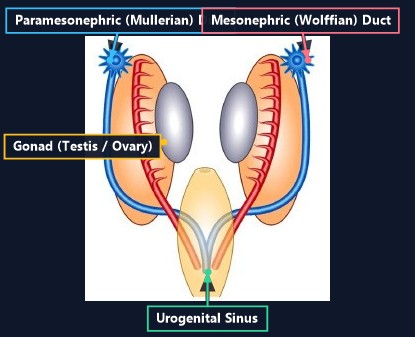 Paramesonephric (Mullerian)
Mesonephric (Wolffian) Duct
Gonad (Testis / Ovary)
Urogenital Sinus